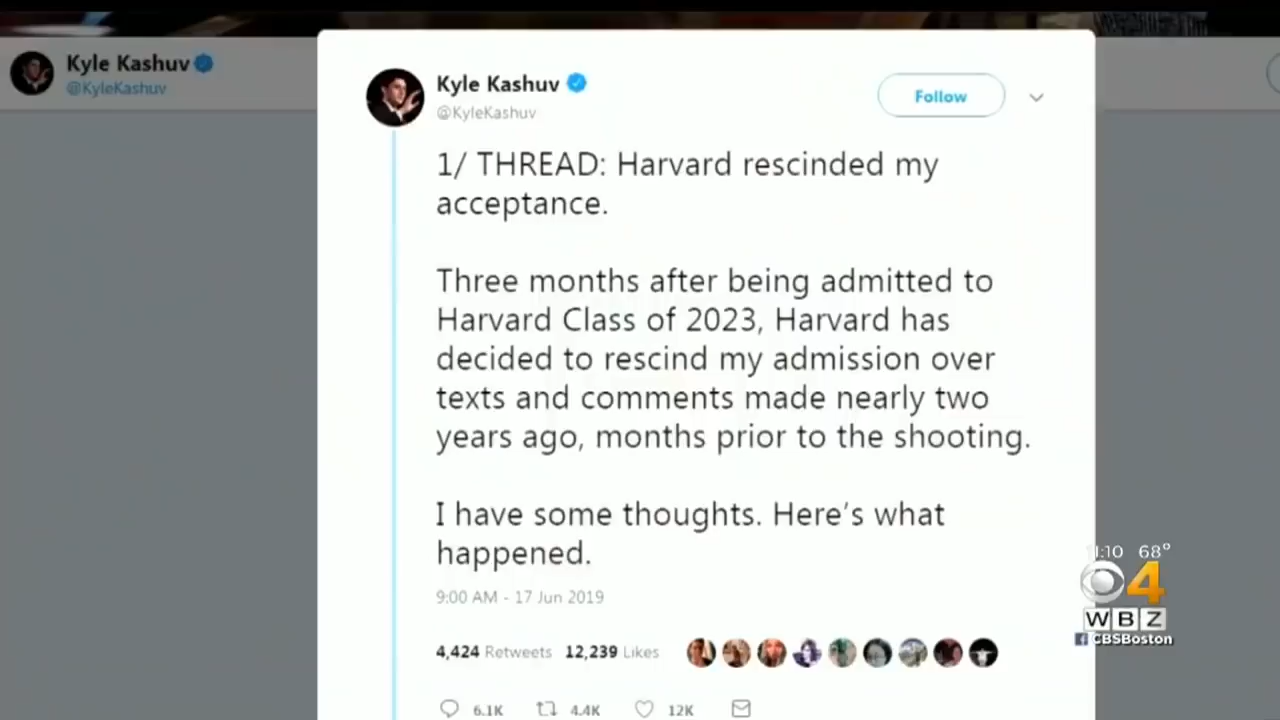 Kyle Kashuv
@KyleKashuv
Kyle Kashuv
@KyleKashuv
Follow
1/ THREAD: Harvard rescinded my
acceptance.
Three months after being admitted to
Harvard Class of 2023, Harvard has
decided to rescind my admission over
texts and comments made nearly two
years ago, months prior to the shooting.
I have some thoughts. Here's what
happened.
9:00 AM - 17 Jun 2019
4,424 Retweets 12,239 Likes
6.1K 4.4K 12K
11:10 68°
4
WBZ
CBSBoston